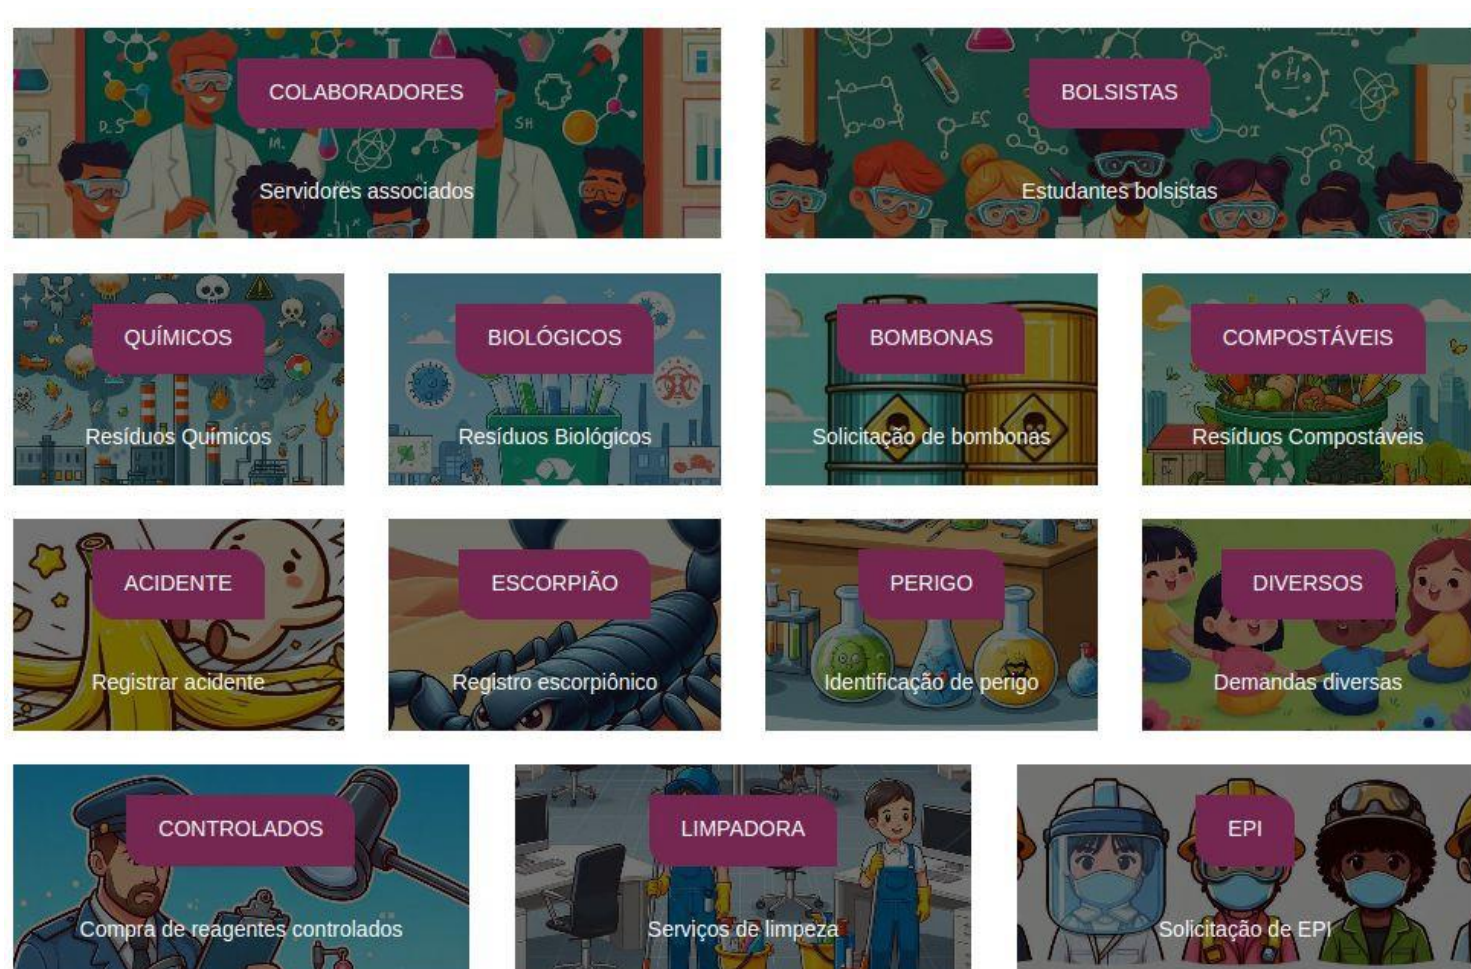 COLABORADORES
Servidores associados
BOLSISTAS
Estudantes bolsistas
QUÍMICOS
Resíduos Químicos
BIOLÓGICOS
Resíduos Biológicos
BOMBONAS
Solicitação de bombonas
COMPOSTÁVEIS
Resíduos Compostáveis
ACIDENTE
Registrar acidente
ESCORPIÃO
Registro escorpiônico
PERIGO
Identificação de perigo
DIVERSOS
Demandas diversas
CONTROLADOS
Compra de reagentes controlados
LIMPADORA
Serviços de limpeza
EPI
Solicitação de EPI